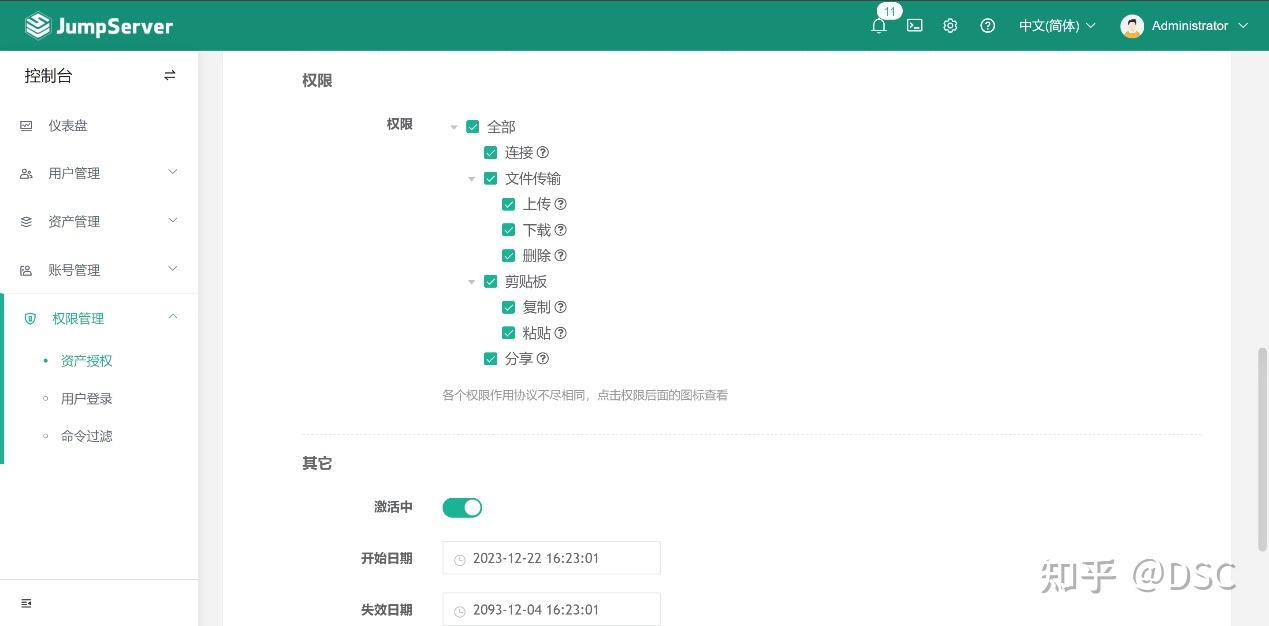 JumpServer
11
中文(简体)
Administrator
控制台
仪表盘
用户管理
资产管理
账号管理
权限管理
资产授权
用户登录
命令过滤
权限
权限
全部
连接
文件传输
上传
下载
删除
剪贴板
复制
粘贴
分享
各个权限作用协议不尽相同，点击权限后面的图标查看
其它
激活中
开始日期 2023-12-22 16:23:01
失效日期 2093-12-04 16:23:01
知乎 @DSC